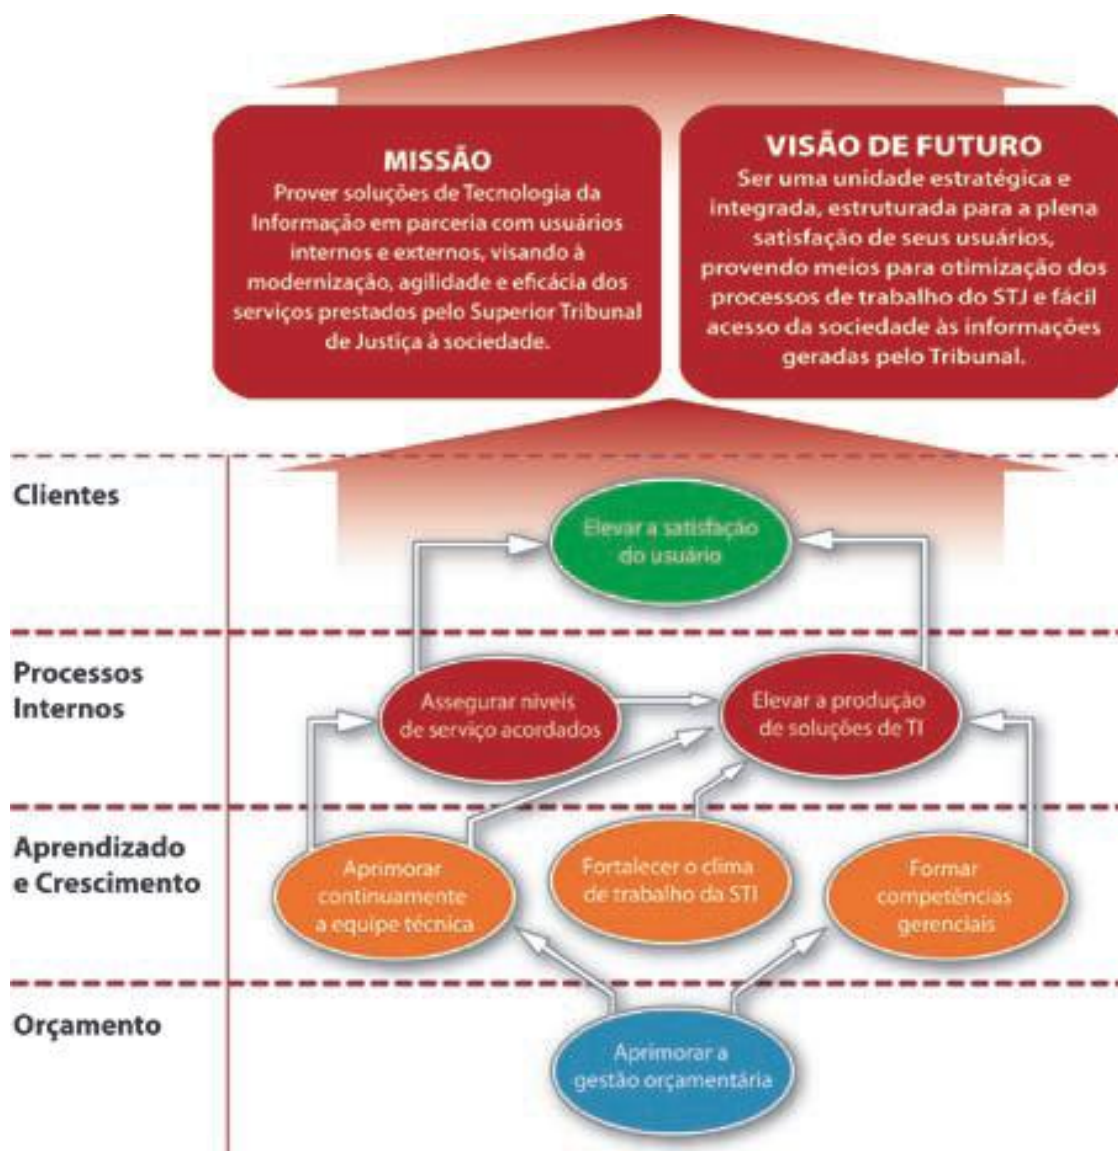 MISSÃO
Prover soluções de Tecnologia da
Informação em parceria com usuários
internos e externos, visando à
modernização, agilidade e eficácia dos
serviços prestados pelo Superior Tribunal
de Justiça à sociedade.
VISÃO DE FUTURO
Ser uma unidade estratégica e
integrada, estruturada para a plena
satisfação de seus usuários,
provendo meios para otimização dos
processos de trabalho do STJ e fácil
acesso da sociedade às informações
geradas pelo Tribunal.
Clientes
Elevar a satisfação
do usuário
Processos
Internos
Assegurar níveis
de serviço acordados
Elevar a produção
de soluções de TI
Aprendizado
e Crescimento
Aprimorar
continuamente
a equipe técnica
Fortalecer o clima
de trabalho da STI
Formar
competências
gerenciais
Orçamento
Aprimorar a
gestão orçamentária